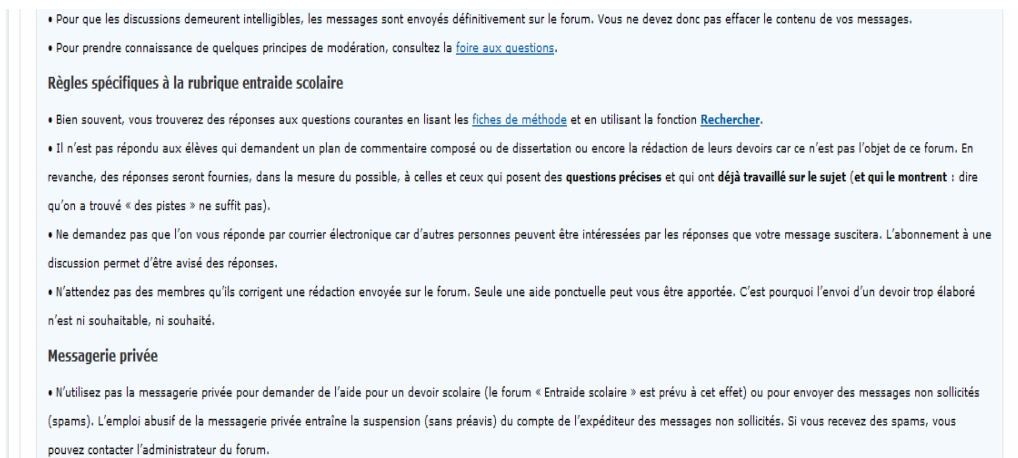 • Pour que les discussions demeurent intelligibles, les messages sont envoyés définitivement sur le forum. Vous ne devez donc pas effacer le contenu de vos messages.
• Pour prendre connaissance de quelques principes de modération, consultez la foire aux questions.
Règles spécifiques à la rubrique entraide scolaire
• Bien souvent, vous trouverez des réponses aux questions courantes en lisant les fiches de méthode et en utilisant la fonction Rechercher.
• Il n'est pas répondu aux élèves qui demandent un plan de commentaire composé ou de dissertation ou encore la rédaction de leurs devoirs car ce n'est pas l'objet de ce forum. En
revanche, des réponses seront fournies, dans la mesure du possible, à celles et ceux qui posent des questions précises et qui ont déjà travaillé sur le sujet (et qui le montrent : dire
qu'on a trouvé « des pistes » ne suffit pas).
• Ne demandez pas que l'on vous réponde par courrier électronique car d'autres personnes peuvent être intéressées par les réponses que votre message suscitera. L'abonnement à une
discussion permet d'être avisé des réponses.
• N'attendez pas des membres qu'ils corrigent une rédaction envoyée sur le forum. Seule une aide ponctuelle peut vous être apportée. C'est pourquoi l'envoi d'un devoir trop élaboré
n'est ni souhaitable, ni souhaité.
Messagerie privée
• N'utilisez pas la messagerie privée pour demander de l'aide pour un devoir scolaire (le forum « Entraide scolaire » est prévu à cet effet) ou pour envoyer des messages non sollicités
(spams). L'emploi abusif de la messagerie privée entraîne la suspension (sans préavis) du compte de l'expéditeur des messages non sollicités. Si vous recevez des spams, vous
pouvez contacter l'administrateur du forum.